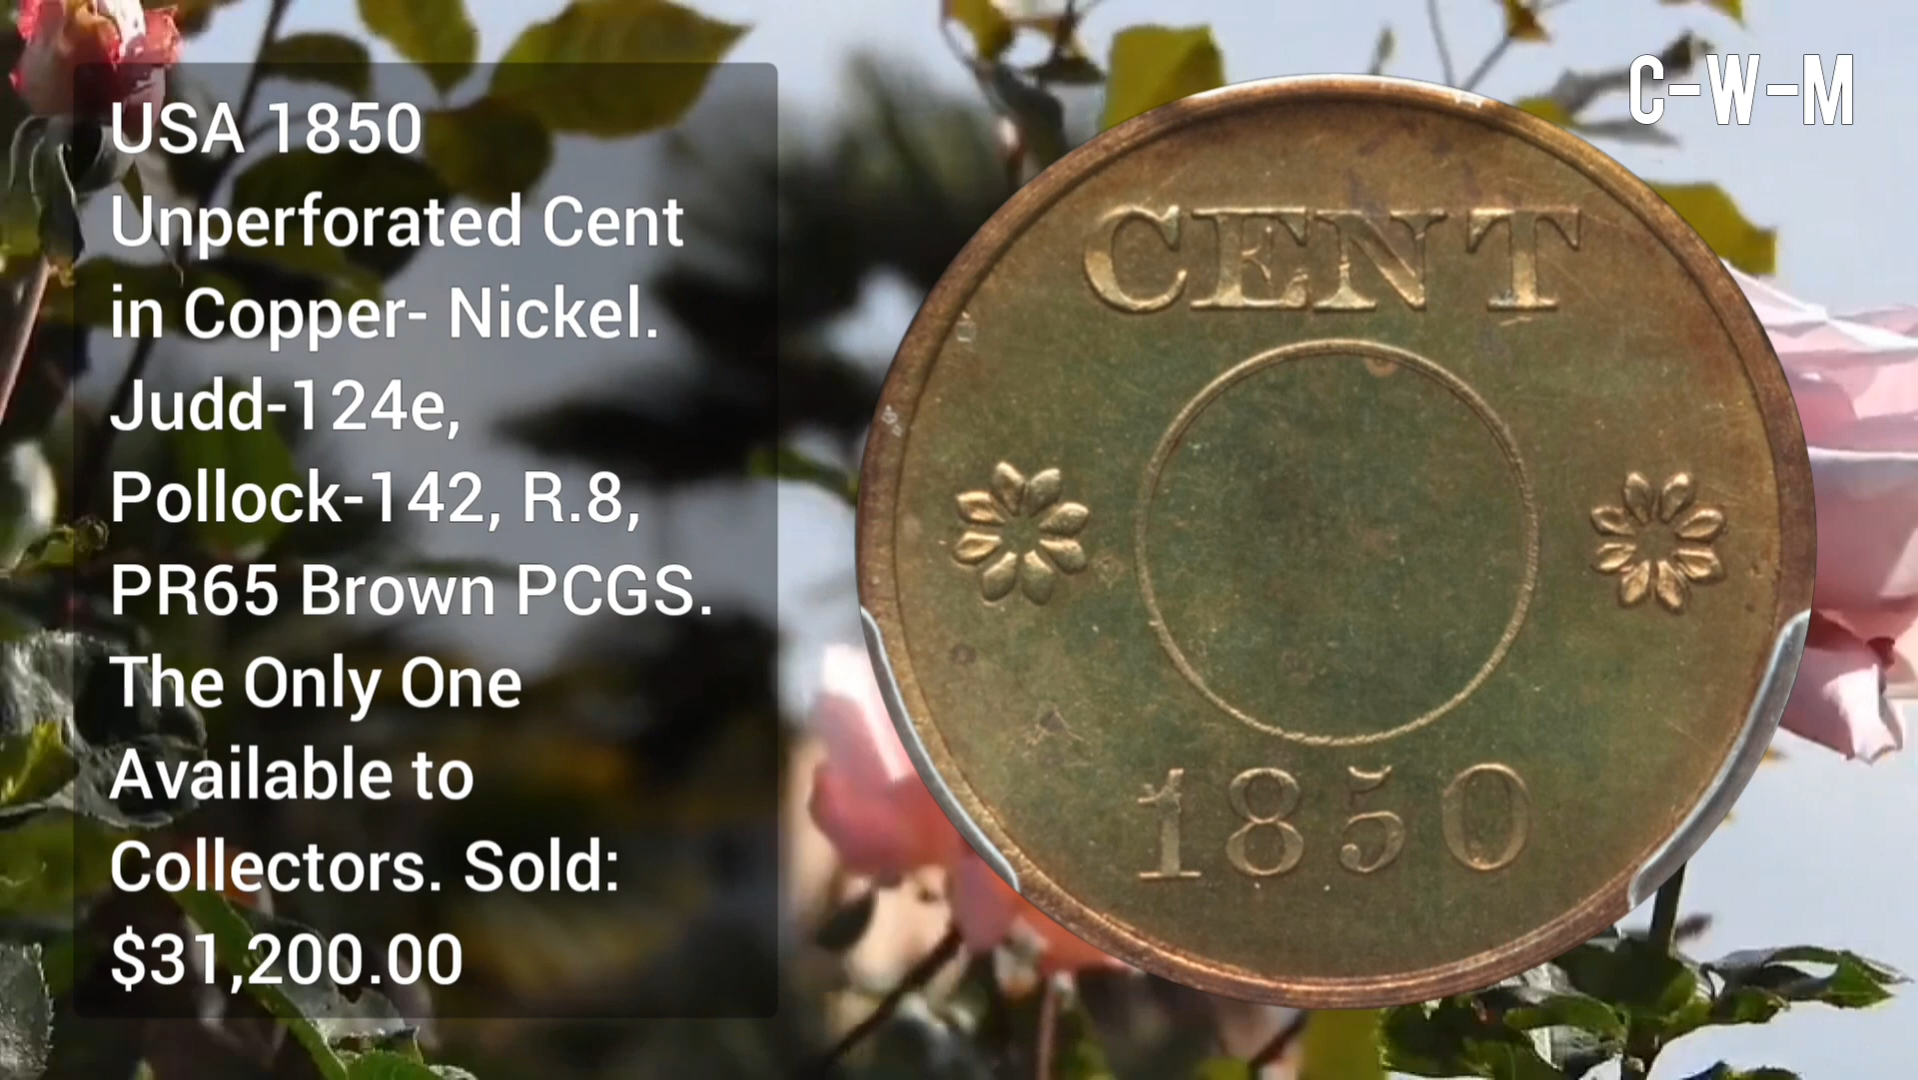 USA 1850
Unperforated Cent
in Copper- Nickel.
Judd-124e,
Pollock-142, R.8,
PR65 Brown PCGS.
The Only One
Available to
Collectors. Sold:
$31,200.00
C-W-M
CENT
1850